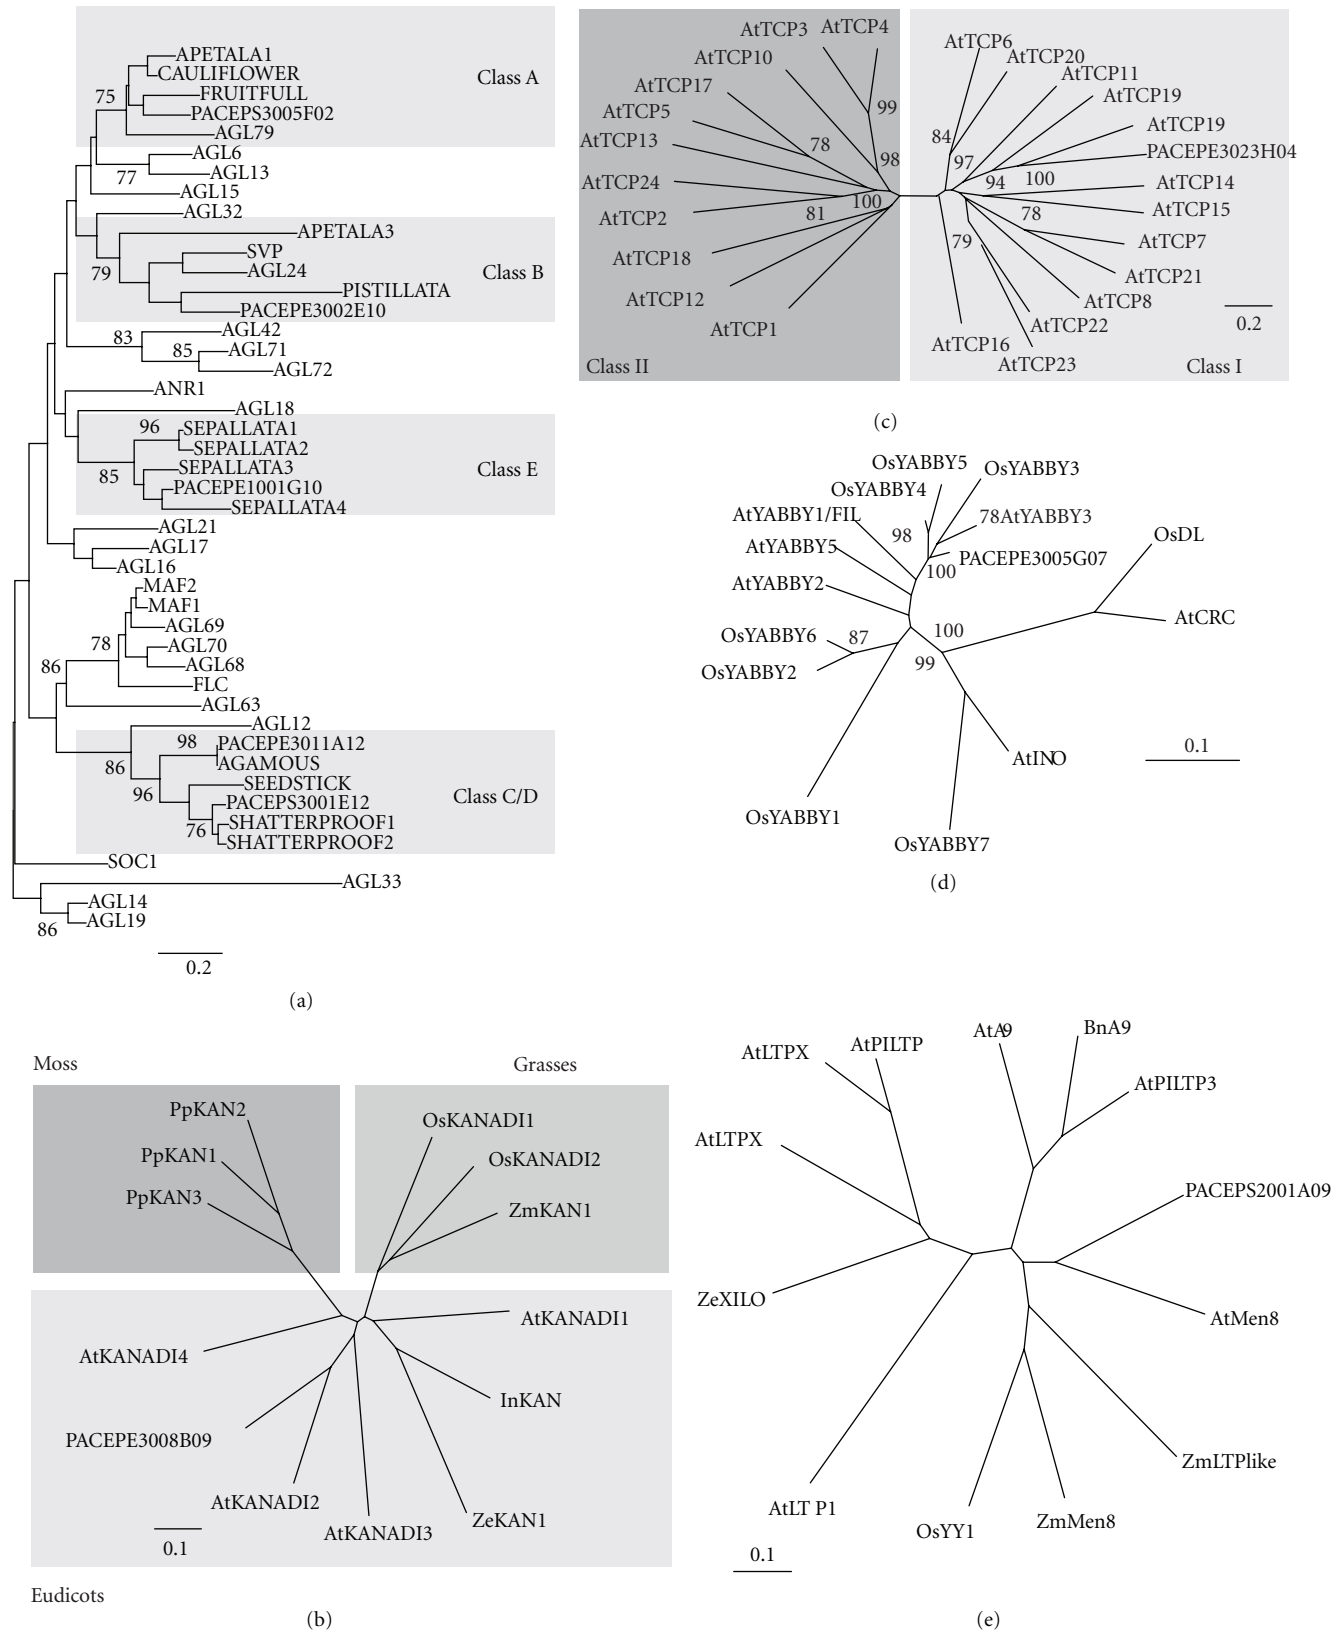 APETALA1
CAULIFLOWER
75
FRUITFULL
PACEPS3005F02
AGL79
Class A
AGL6
77
AGL13
AGL15
AGL32
APETALA3
SVP
79
AGL24
Class B
PISTILLATA
PACEPE3002E10
83
AGL42
85
AGL71
AGL72
ANR1
AGL18
96
SEPALLATA1
SEPALLATA2
85
SEPALLATA3
Class E
PACEPE1001G10
SEPALLATA4
AGL21
AGL17
AGL16
MAF2
MAF1
AGL69
78
AGL70
86
AGL68
FLC
AGL63
AGL12
98
PACEPE3011A12
86
AGAMOUS
SEEDSTICK
96
PACEPS3001E12
Class C/D
76
SHATTERPROOF1
SHATTERPROOF2
SOC1
AGL33
AGL14
86
AGL19
0.2
(a)
AtTCP3
AtTCP4
AtTCP10
AtTCP17
AtTCP5
99
AtTCP13
78
98
AtTCP24
100
AtTCP2
81
AtTCP18
AtTCP12
AtTCP1
Class II
AtTCP6
AtTCP20
AtTCP11
AtTCP19
AtTCP19
84
PACEPE3023H04
97
94
100
AtTCP14
78
AtTCP15
79
AtTCP7
AtTCP21
AtTCP8
AtTCP22
AtTCP16
AtTCP23
0.2
Class I
(c)
OsYABBY5
OsYABBY3
OsYABBY4
AtYABBY1/FIL
78AtYABBY3
98
AtYABBY5
PACEPE3005G07
OsDL
100
AtYABBY2
AtCRC
OsYABBY6
87
100
OsYABBY2
99
AtINO
0.1
OsYABBY1
OsYABBY7
(d)
Moss
Grasses
PpKAN2
PpKAN1
PpKAN3
OsKANADI1
OsKANADI2
ZmKAN1
AtKANADI1
AtKANADI4
InKAN
PACEPE3008B09
AtKANADI2
AtKANADI3
ZeKAN1
0.1
Eudicots
(b)
AtA9
BnA9
AtLTPX
AtPILTP
AtPILTP3
AtLTPX
PACEPS2001A09
ZeXILO
AtMen8
ZmLTPlike
AtLT P1
OsYY1
ZmMen8
0.1
(e)